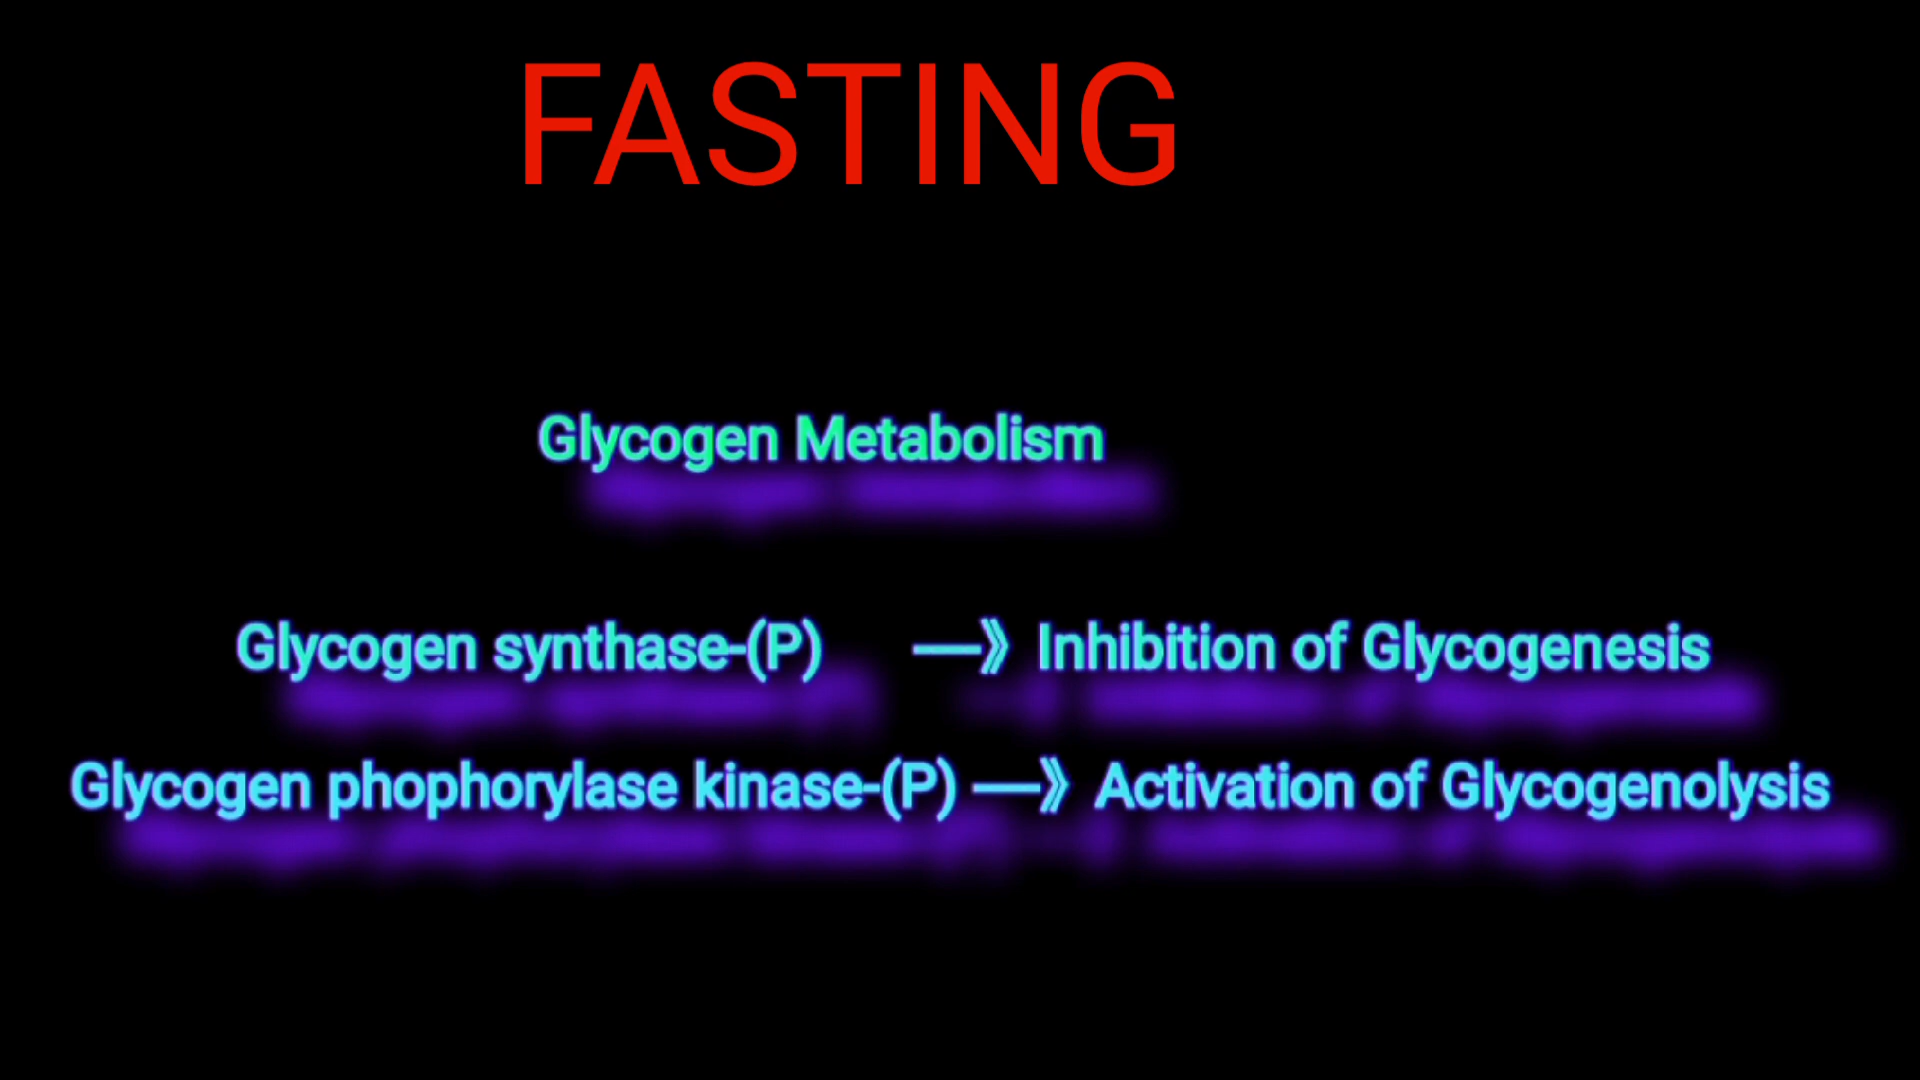 FASTING
Glycogen Metabolism
Glycogen synthase-(P) —》 Inhibition of Glycogenesis
Glycogen phophorylase kinase-(P) —》 Activation of Glycogenolysis